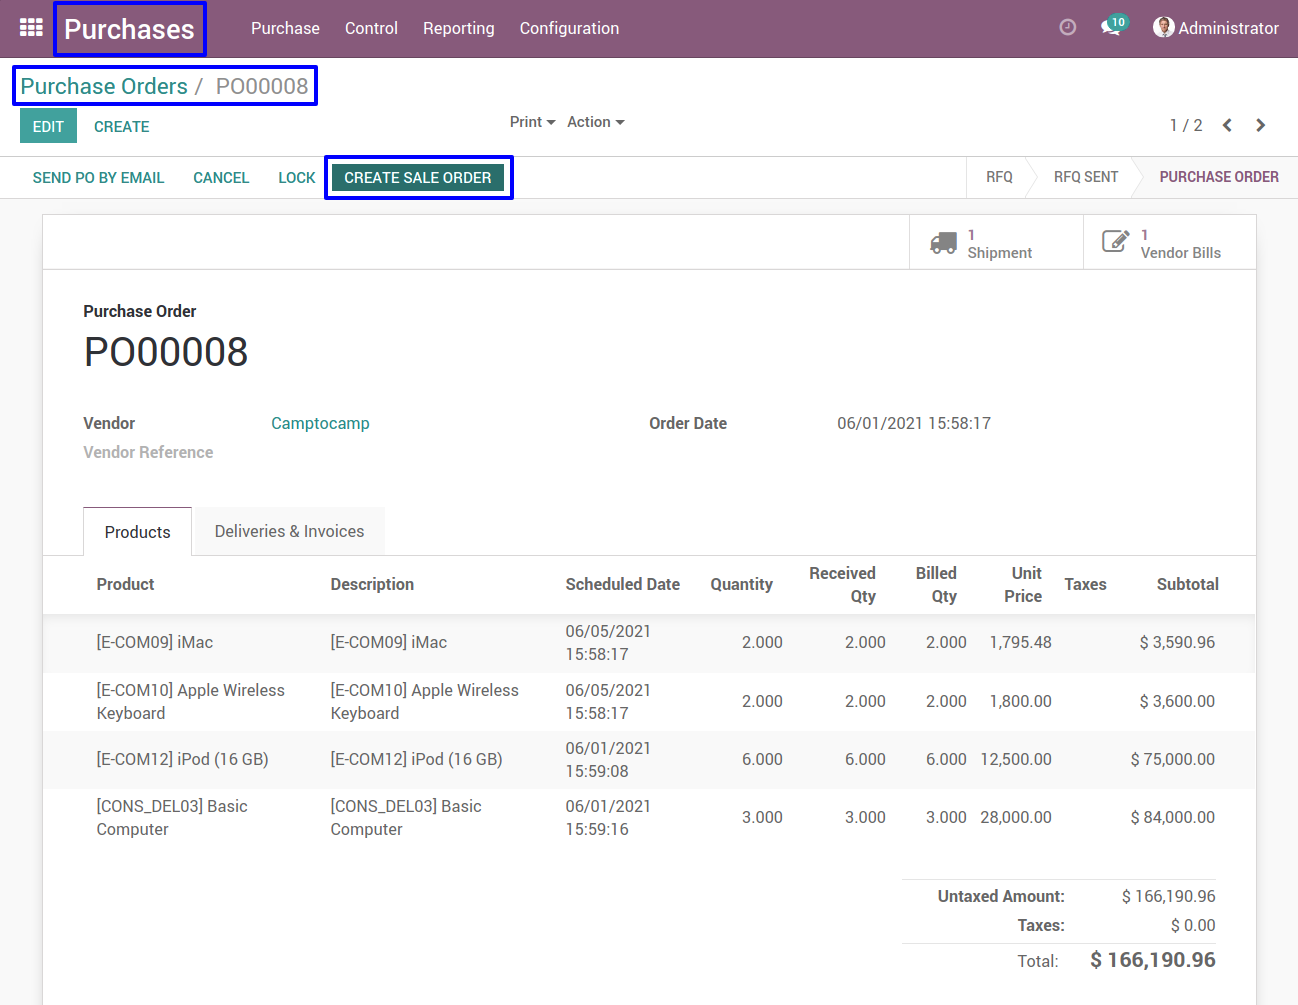 Purchases Purchase Control Reporting Configuration 10 Administrator
Purchase Orders / PO00008
EDIT CREATE Print Action 1 / 2
SEND PO BY EMAIL CANCEL LOCK CREATE SALE ORDER RFQ RFQ SENT PURCHASE ORDER
1 Shipment
1 Vendor Bills
Purchase Order
PO00008
Vendor Camptocamp Order Date 06/01/2021 15:58:17
Vendor Reference
Products Deliveries & Invoices
Product Description Scheduled Date Quantity Received Qty Billed Qty Unit Price Taxes Subtotal
[E-COM09] iMac [E-COM09] iMac 06/05/2021 15:58:17 2.000 2.000 2.000 1,795.48 $ 3,590.96
[E-COM10] Apple Wireless Keyboard [E-COM10] Apple Wireless Keyboard 06/05/2021 15:58:17 2.000 2.000 2.000 1,800.00 $ 3,600.00
[E-COM12] iPod (16 GB) [E-COM12] iPod (16 GB) 06/01/2021 15:59:08 6.000 6.000 6.000 12,500.00 $ 75,000.00
[CONS_DEL03] Basic Computer [CONS_DEL03] Basic Computer 06/01/2021 15:59:16 3.000 3.000 3.000 28,000.00 $ 84,000.00
Untaxed Amount: $ 166,190.96
Taxes: $ 0.00
Total: $ 166,190.96